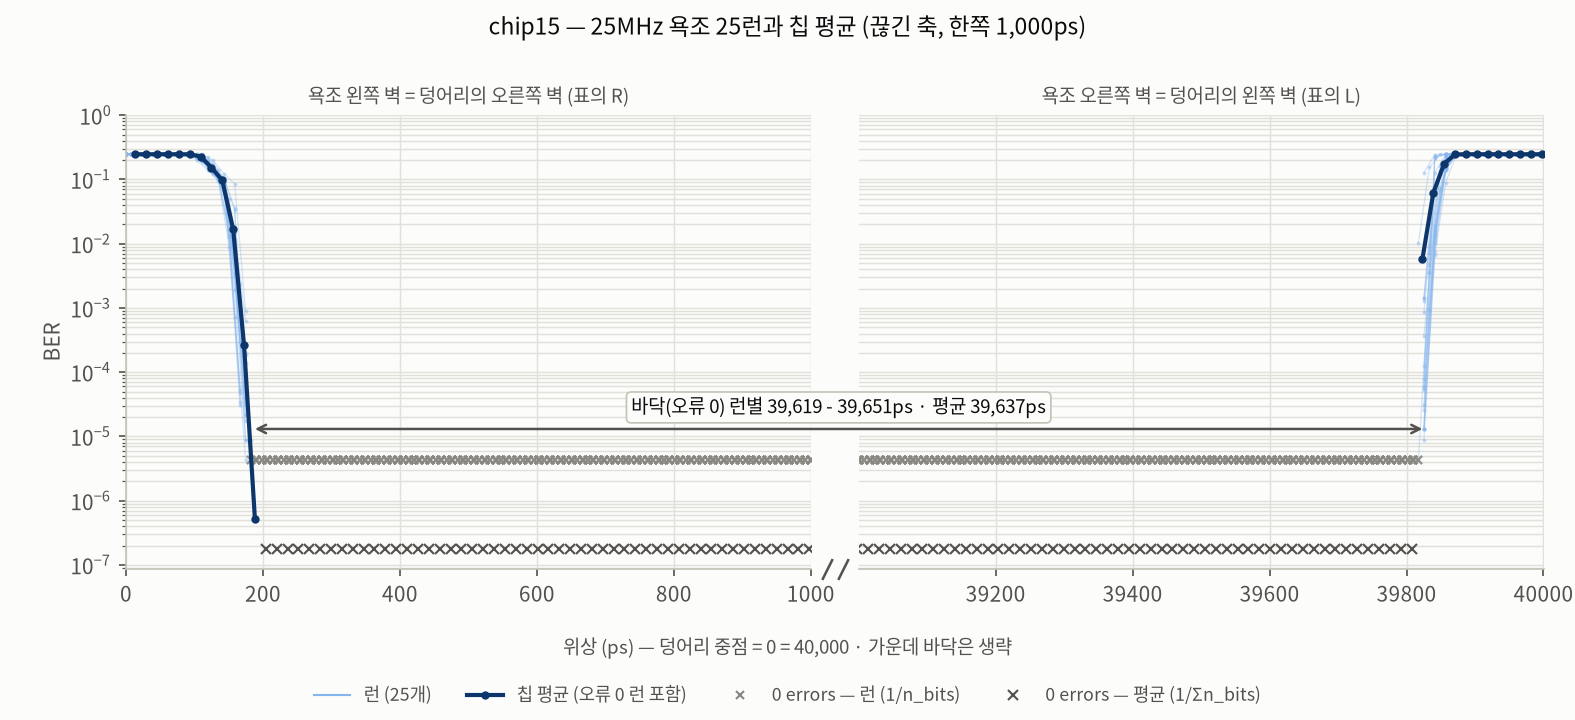 chip15 — 25MHz 욕조 25런과 칩 평균 (끊긴 축, 한쪽 1,000ps)
욕조 왼쪽 벽 = 덩어리의 오른쪽 벽 (표의 R)
욕조 오른쪽 벽 = 덩어리의 왼쪽 벽 (표의 L)
10⁰
10⁻¹
10⁻²
10⁻³
10⁻⁴
10⁻⁵
10⁻⁶
10⁻⁷
BER
바닥(오류 0) 런별 39,619 - 39,651ps · 평균 39,637ps
0 200 400 600 800 1000 39200 39400 39600 39800 40000
위상 (ps) — 덩어리 중점 = 0 = 40,000 · 가운데 바닥은 생략
런 (25개) 칩 평균 (오류 0 런 포함) 0 errors — 런 (1/n_bits) 0 errors — 평균 (1/Σn_bits)